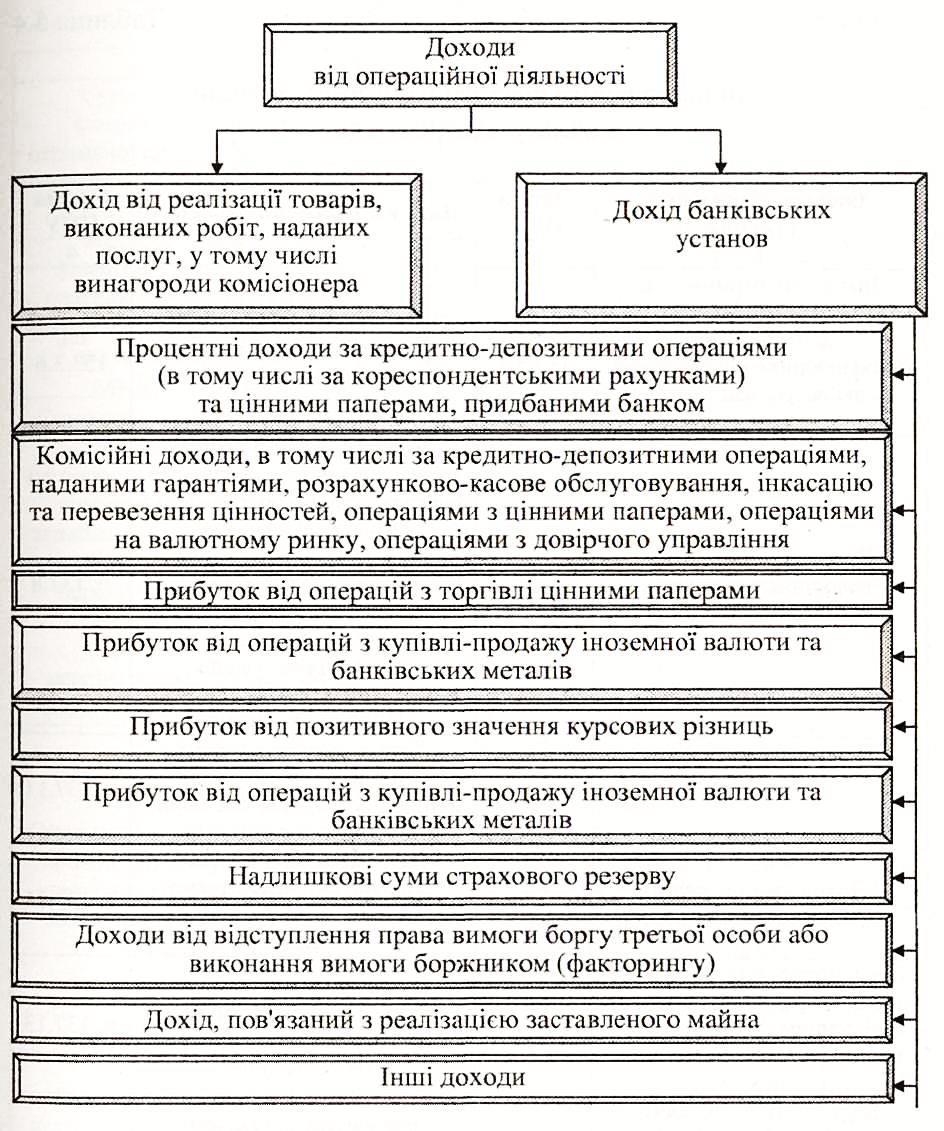 Доходи
від операційної діяльності
Дохід від реалізації товарів,
виконаних робіт, наданих
послуг, у тому числі
винагороди комісіонера
Дохід банківських
установ
Процентні доходи за кредитно-депозитними операціями
(в тому числі за кореспондентськими рахунками)
та цінними паперами, придбаними банком
Комісійні доходи, в тому числі за кредитно-депозитними операціями,
наданими гарантіями, розрахунково-касове обслуговування, інкасацію
та перевезення цінностей, операціями з цінними паперами, операціями
на валютному ринку, операціями з довірчого управління
Прибуток від операцій з торгівлі цінними паперами
Прибуток від операцій з купівлі-продажу іноземної валюти та
банківських металів
Прибуток від позитивного значення курсових різниць
Прибуток від операцій з купівлі-продажу іноземної валюти та
банківських металів
Надлишкові суми страхового резерву
Доходи від відступлення права вимоги боргу третьої особи або
виконання вимоги боржником (факторингу)
Дохід, пов'язаний з реалізацією заставленого майна
Інші доходи